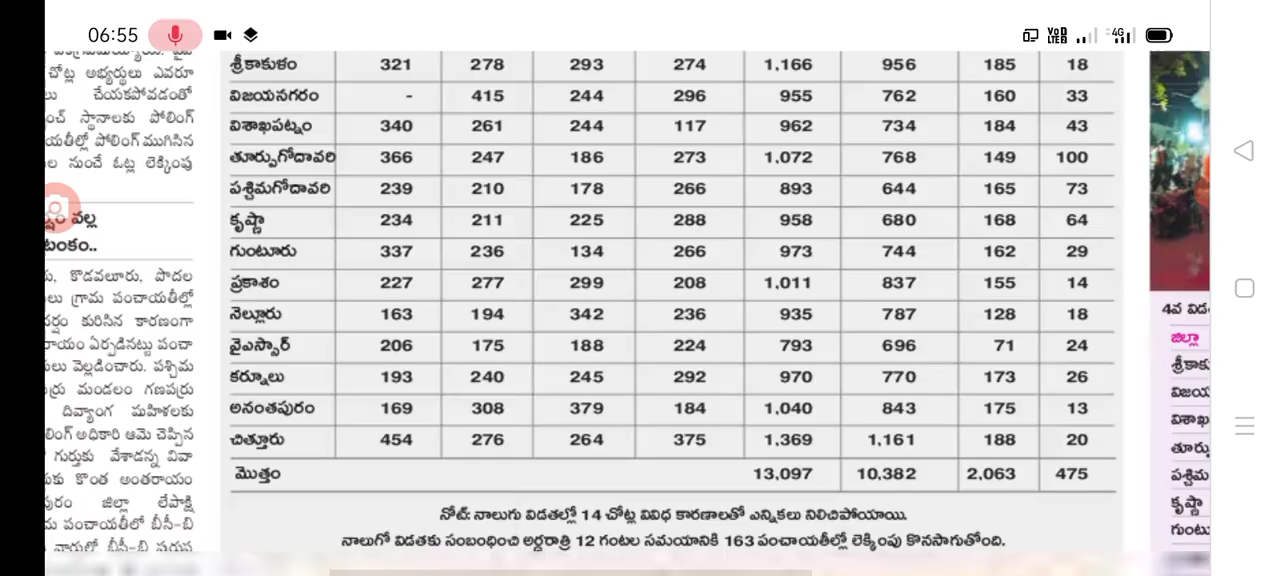 06:55
VoD LTE 4G
చోట్ల అభ్యర్థులు ఎవరూ
లు చేయకపోవడంతో
ంచ్ స్థానాలకు పోలింగ్
యతీల్లో పోలింగ్ ముగిసిన
ల నుంచే ఓట్ల లెక్కింపు
వల్ల
టంకం..
కొడవలూరు, పొదల
లు గ్రామ పంచాయతీల్లో
వర్షం కురిసిన కారణంగా
రాయం ఏర్పడినట్టు పంచా
లు వెల్లడించారు. పశ్చిమ
ర్రు మండలం గణపర్రు
దివ్యాంగ మహిళలకు
లింగ్ అధికారి ఆమె చెప్పిన
గుర్తుకు వేశాడన్న వివా
కు కొంత అంతరాయం
పురం జిల్లా లేపాక్షి
పంచాయతీలో బీసీ–బి
శ్రీకాకుళం 321 278 293 274 1,166 956 185 18
విజయనగరం - 415 244 296 955 762 160 33
విశాఖపట్నం 340 261 244 117 962 734 184 43
తూర్పుగోదావరి 366 247 186 273 1,072 768 149 100
పశ్చిమగోదావరి 239 210 178 266 893 644 165 73
కృష్ణా 234 211 225 288 958 680 168 64
గుంటూరు 337 236 134 266 973 744 162 29
ప్రకాశం 227 277 299 208 1,011 837 155 14
నెల్లూరు 163 194 342 236 935 787 128 18
వైఎస్సార్ 206 175 188 224 793 696 71 24
కర్నూలు 193 240 245 292 970 770 173 26
అనంతపురం 169 308 379 184 1,040 843 175 13
చిత్తూరు 454 276 264 375 1,369 1,161 188 20
మొత్తం 13,097 10,382 2,063 475
నోట్: నాలుగు విడతల్లో 14 చోట్ల వివిధ కారణాలతో ఎన్నికలు నిలిచిపోయాయి.
నాలుగో విడతకు సంబంధించి అర్ధరాత్రి 12 గంటల సమయానికి 163 పంచాయతీల్లో లెక్కింపు కొనసాగుతోంది.
4వ విడ
జిల్లా
శ్రీకాకు
విజయ
విశాఖ
తూర్పు
పశ్చిమ
కృష్ణా
గుంటు